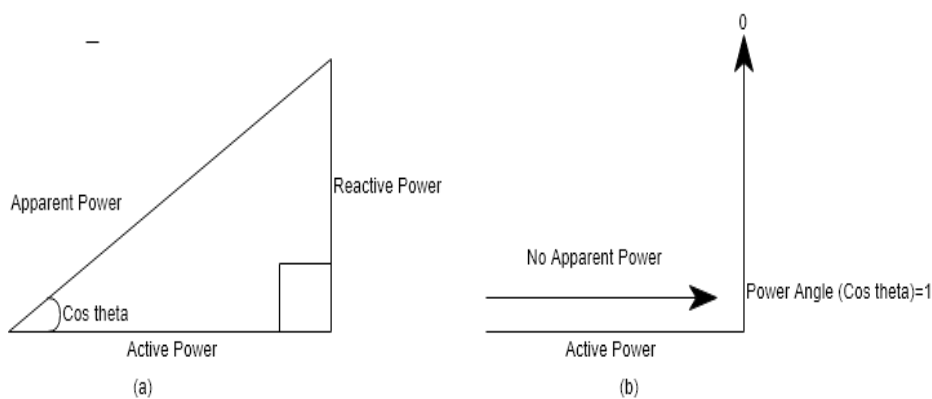 Apparent Power
Reactive Power
Cos theta
Active Power
(a)
0
No Apparent Power
Power Angle (Cos theta)=1
Active Power
(b)